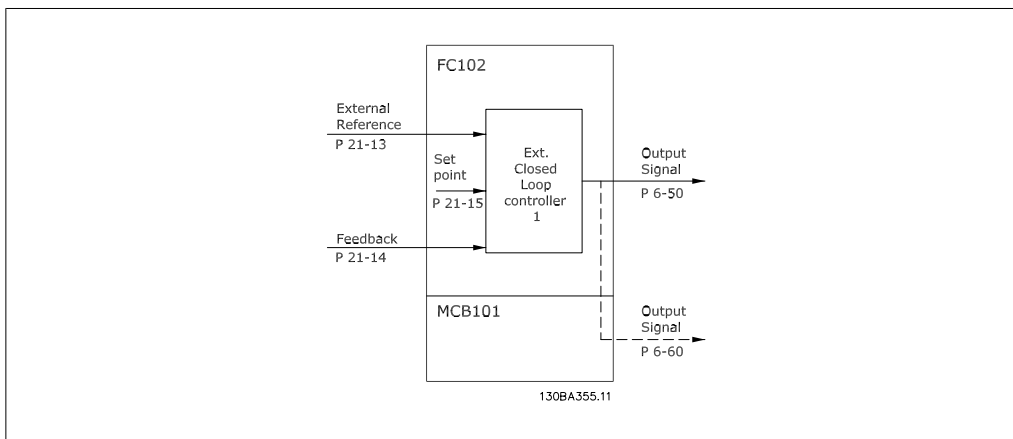 FC102
External
Reference
P 21-13
Set
point
P 21-15
Feedback
P 21-14
Ext.
Closed
Loop
controller
1
Output
Signal
P 6-50
MCB101
Output
Signal
P 6-60
130BA355.11